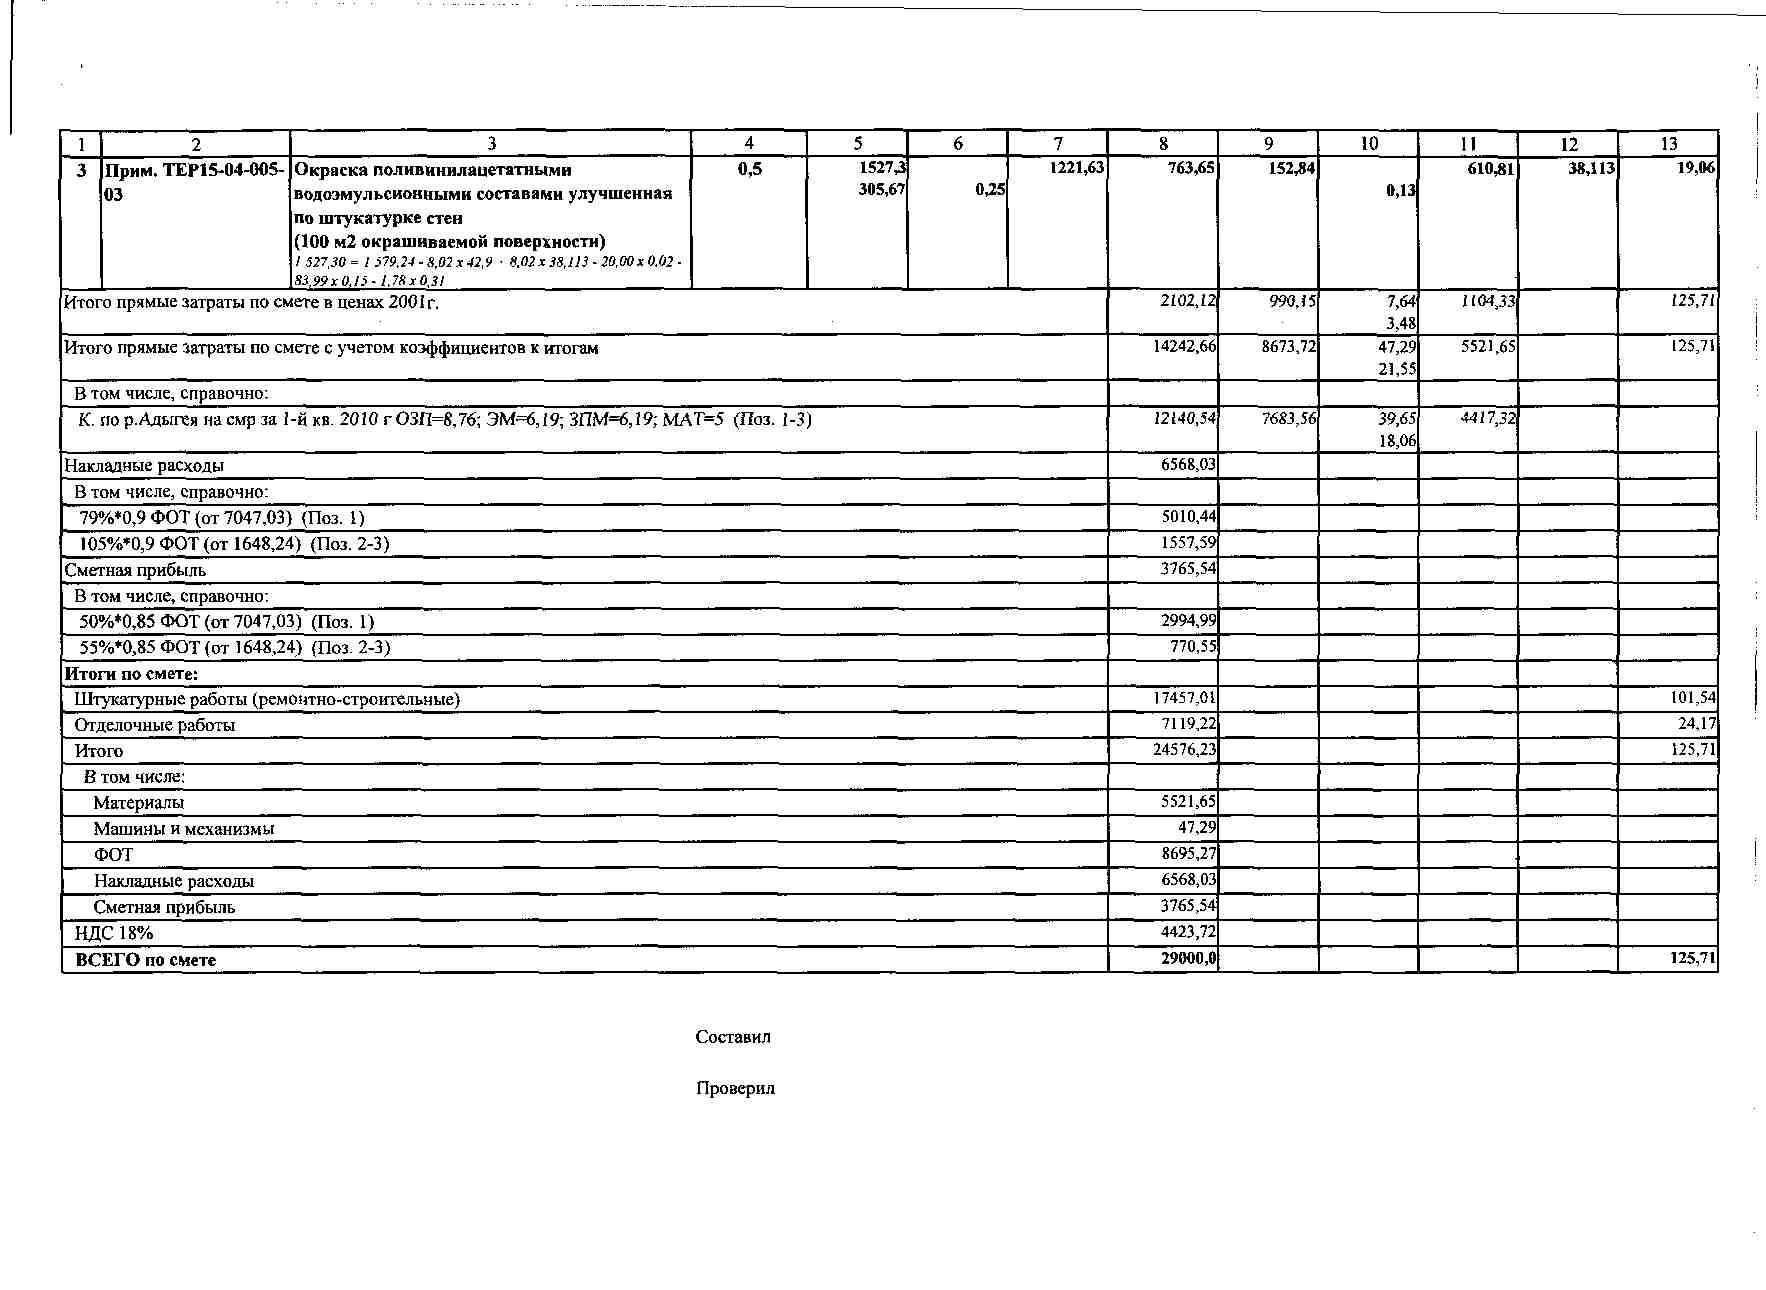 1 2 3 4 5 6 7 8 9 10 11 12 13
3 Прим. ТЕР15-04-005- Окраска поливинилацетатными 0,5 1527,3 1221,63 763,65 152,84 610,81 38,113 19,06
03 водоэмульсионными составами улучшенная 305,67 0,25 0,13
по штукатурке стен
(100 м2 окрашиваемой поверхности)
1 527,30 = 1 579,24 - 8,02 x 42,9 · 8,02 x 38,113 - 20,00 x 0,02 -
83,99 x 0,15 - 1,78 x 0,31
Итого прямые затраты по смете в ценах 2001г. 2102,12 990,15 7,64 1104,33 125,71
3,48
Итого прямые затраты по смете с учетом коэффициентов к итогам 14242,66 8673,72 47,29 5521,65 125,71
21,55
В том числе, справочно:
К. по р.Адыгея на смр за 1-й кв. 2010 г ОЗП=8,76; ЭМ=6,19; ЗПМ=6,19; МАТ=5 (Поз. 1-3) 12140,54 7683,56 39,65 4417,32
18,06
Накладные расходы 6568,03
В том числе, справочно:
79%*0,9 ФОТ (от 7047,03) (Поз. 1) 5010,44
105%*0,9 ФОТ (от 1648,24) (Поз. 2-3) 1557,59
Сметная прибыль 3765,54
В том числе, справочно:
50%*0,85 ФОТ (от 7047,03) (Поз. 1) 2994,99
55%*0,85 ФОТ (от 1648,24) (Поз. 2-3) 770,55
Итоги по смете:
Штукатурные работы (ремонтно-строительные) 17457,01 101,54
Отделочные работы 7119,22 24,17
Итого 24576,23 125,71
В том числе:
Материалы 5521,65
Машины и механизмы 47,29
ФОТ 8695,27
Накладные расходы 6568,03
Сметная прибыль 3765,54
НДС 18% 4423,72
ВСЕГО по смете 29000,0 125,71
Составил
Проверил